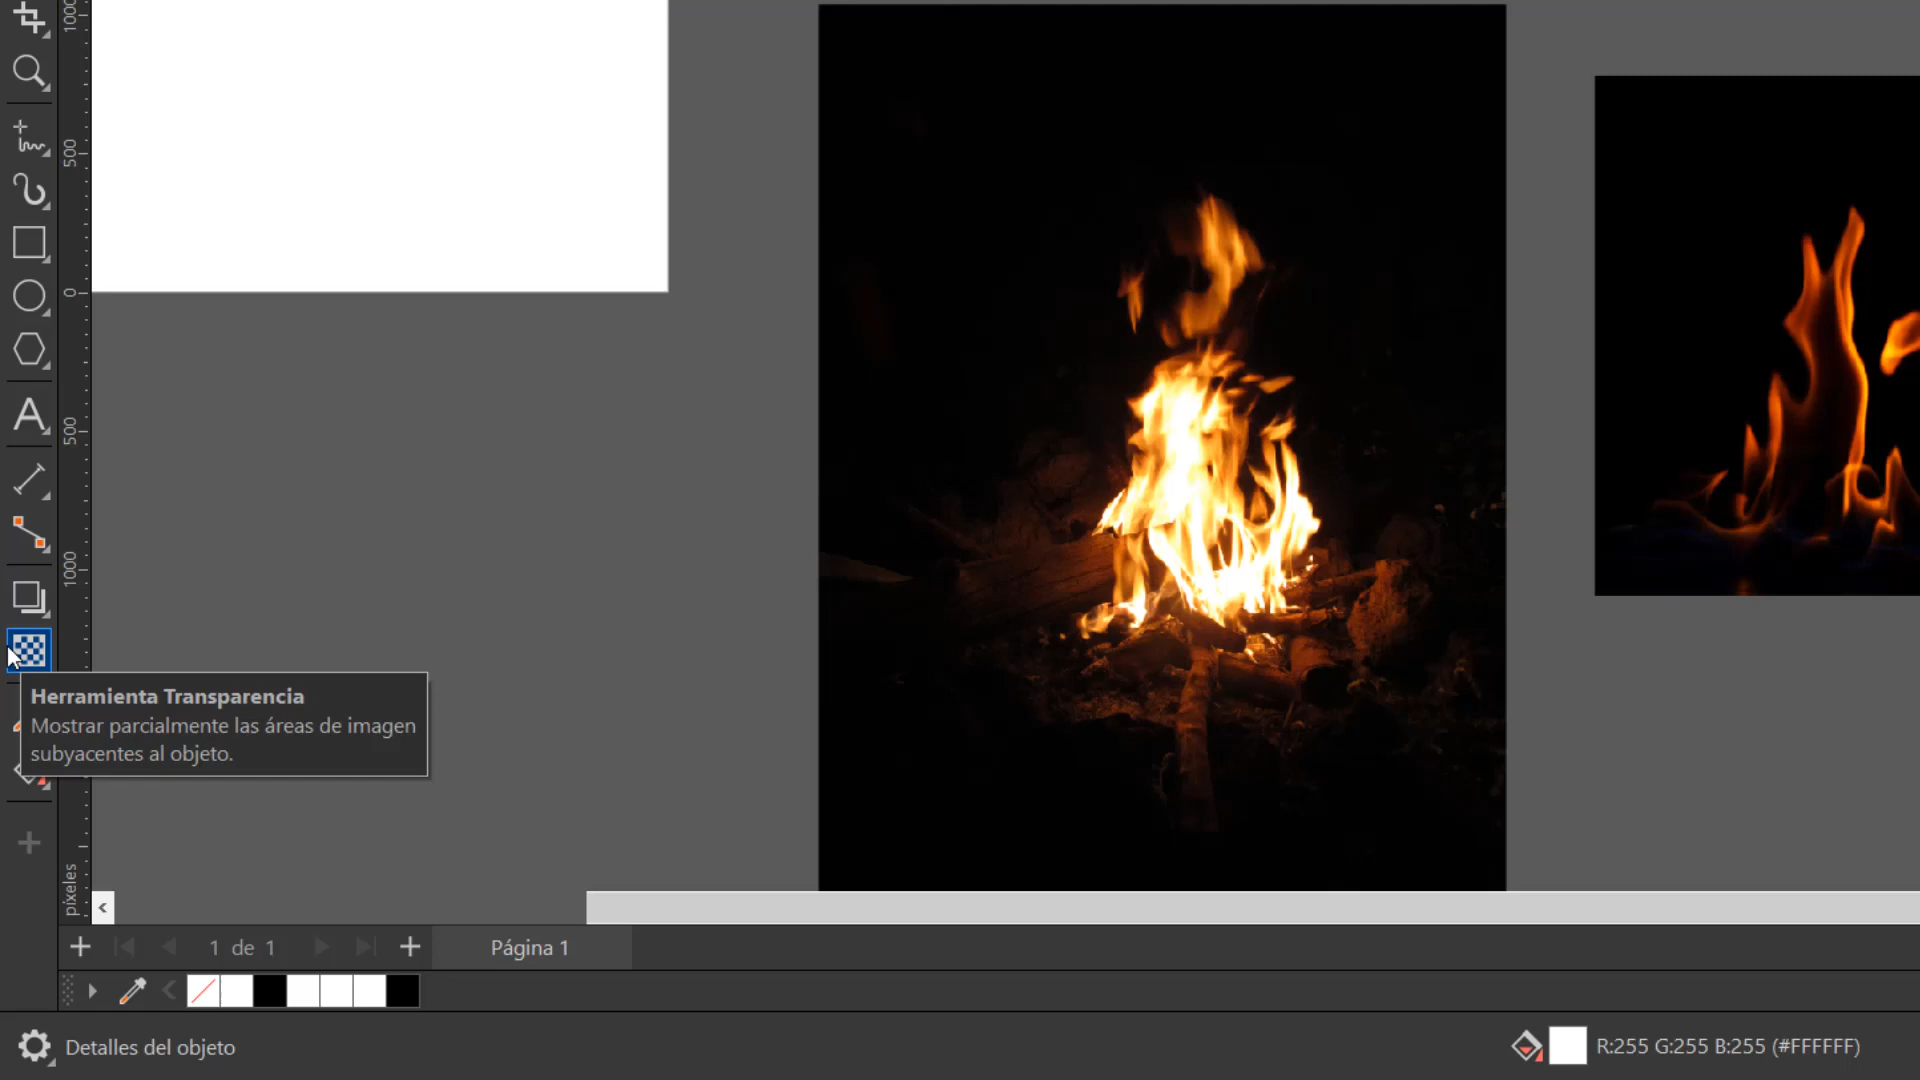 1000
500
0
500
1000
píxeles
A
Herramienta Transparencia
Mostrar parcialmente las áreas de imagen
subyacentes al objeto.
1 de 1
Página 1
Detalles del objeto
R:255 G:255 B:255 (#FFFFFF)